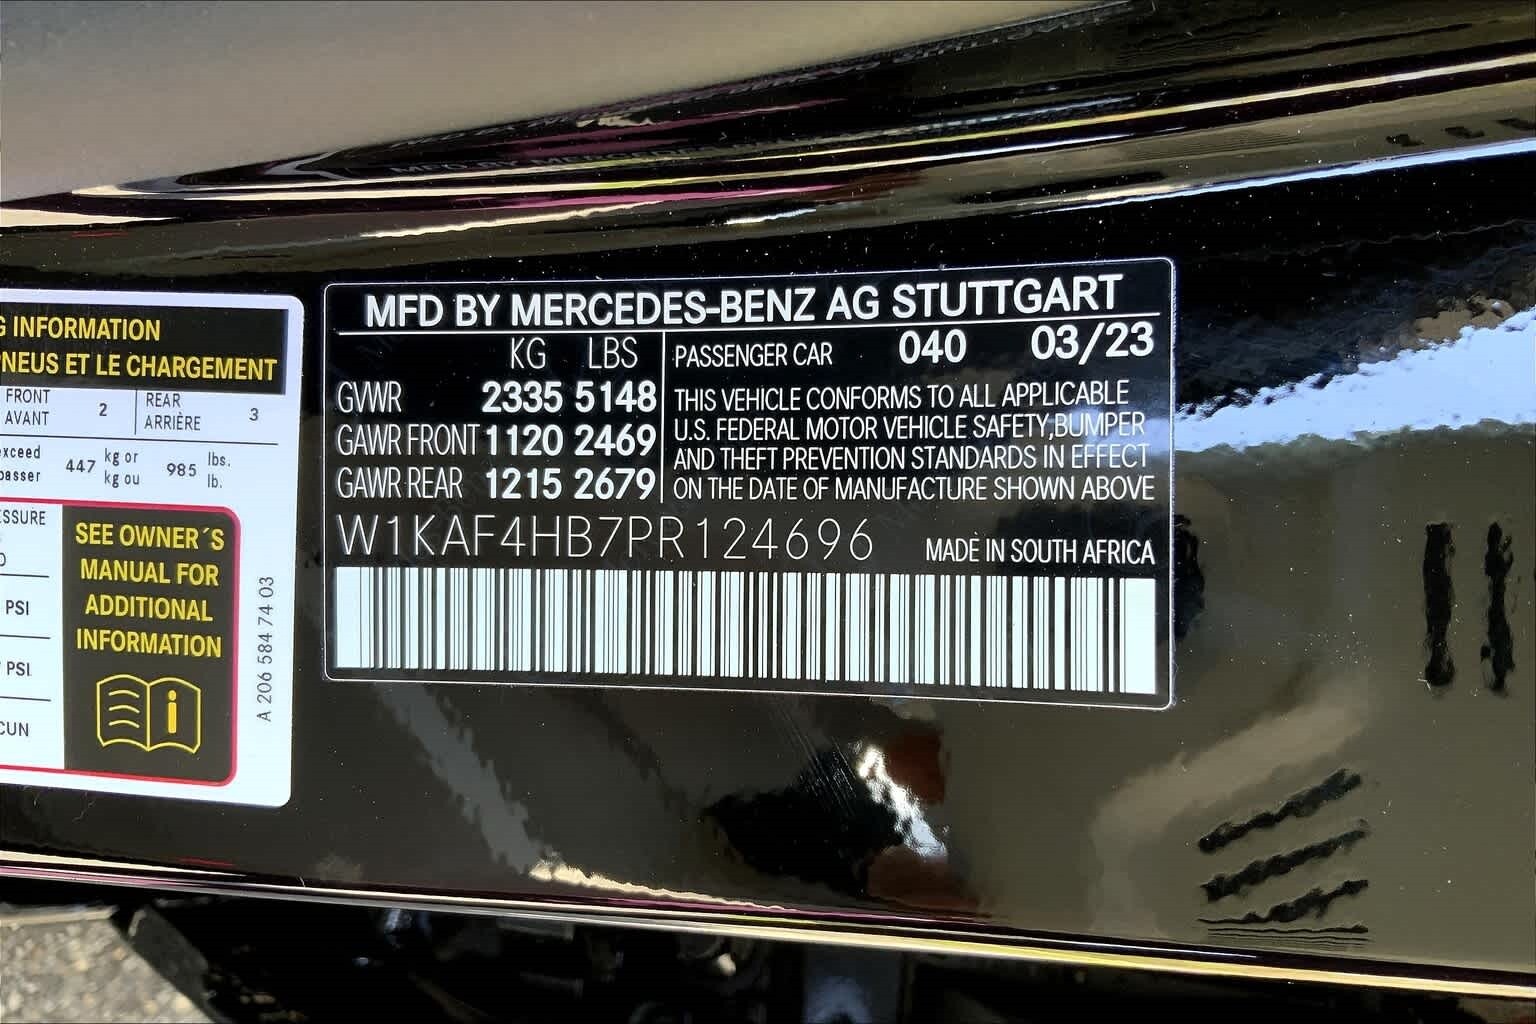 G INFORMATION
PNEUS ET LE CHARGEMENT
FRONT
AVANT 2
REAR
ARRIÈRE 3
exceed
passer 447 kg or
kg ou 985 lbs.
lb.
ESSURE
PSI
PSI
CUN
SEE OWNER´S
MANUAL FOR
ADDITIONAL
INFORMATION
i
A 206 584 74 03
MFD BY MERCEDES-BENZ AG STUTTGART
KG LBS
GVWR 2335 5148
GAWR FRONT 1120 2469
GAWR REAR 1215 2679
PASSENGER CAR 040 03/23
THIS VEHICLE CONFORMS TO ALL APPLICABLE
U.S. FEDERAL MOTOR VEHICLE SAFETY,BUMPER
AND THEFT PREVENTION STANDARDS IN EFFECT
ON THE DATE OF MANUFACTURE SHOWN ABOVE
W1KAF4HB7PR124696 MADE IN SOUTH AFRICA